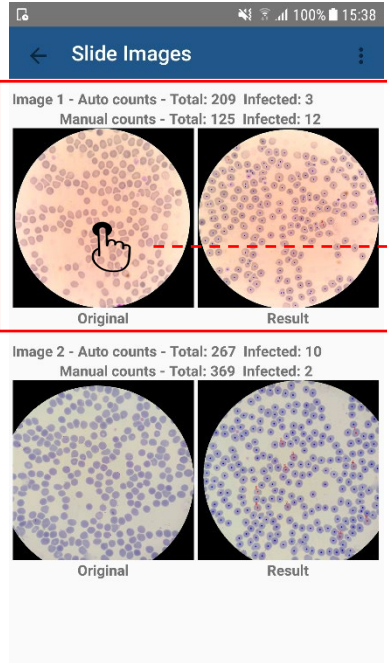 100% 15:38
Slide Images
Image 1 - Auto counts - Total: 209 Infected: 3
Manual counts - Total: 125 Infected: 12
Original Result
Image 2 - Auto counts - Total: 267 Infected: 10
Manual counts - Total: 369 Infected: 2
Original Result